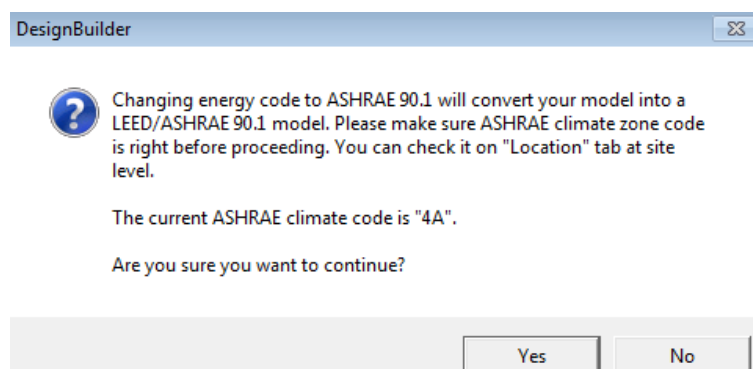 DesignBuilder
Changing energy code to ASHRAE 90.1 will convert your model into a
LEED/ASHRAE 90.1 model. Please make sure ASHRAE climate zone code
is right before proceeding. You can check it on "Location" tab at site
level.
The current ASHRAE climate code is "4A".
Are you sure you want to continue?
Yes
No